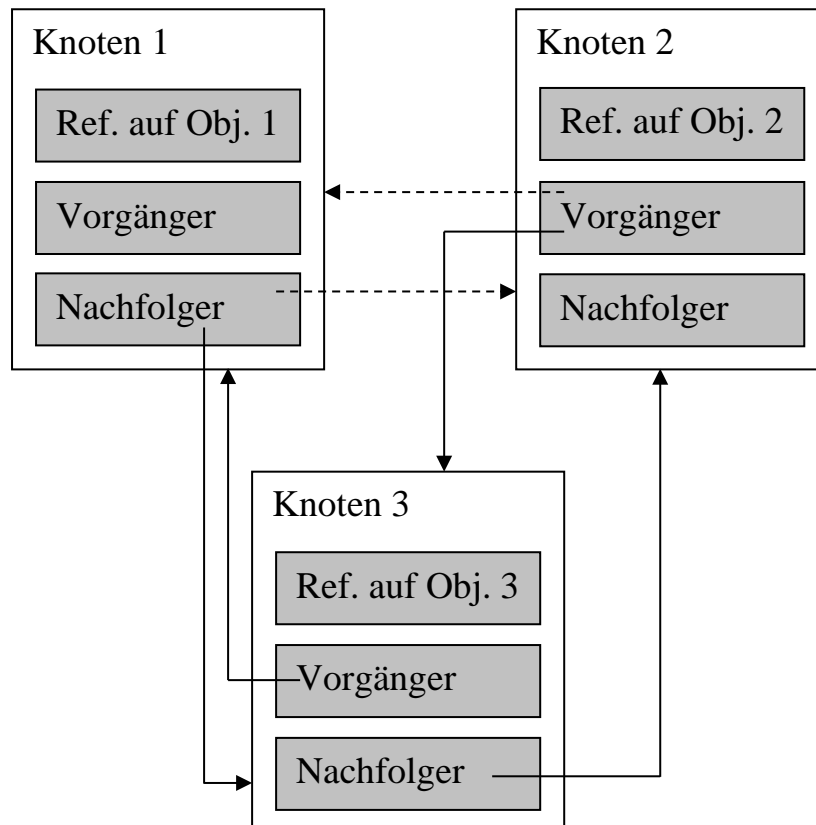 Knoten 1
Ref. auf Obj. 1
Vorgänger
Nachfolger
Knoten 2
Ref. auf Obj. 2
Vorgänger
Nachfolger
Knoten 3
Ref. auf Obj. 3
Vorgänger
Nachfolger